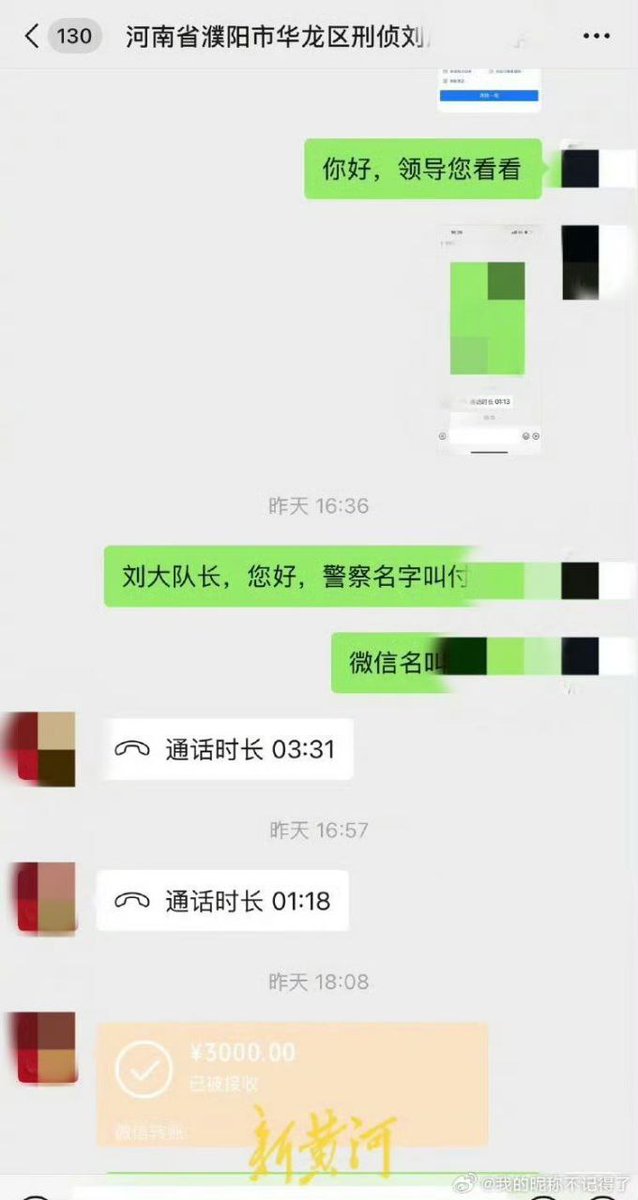 130
河南省濮阳市华龙区刑侦刘
你好，领导您看看
通话时长 01:13
昨天 16:36
刘大队长，您好，警察名字叫付
微信名叫
通话时长 03:31
昨天 16:57
通话时长 01:18
昨天 18:08
¥3000.00
已被接收
微信转账
新黄河
@我的昵称不记得了